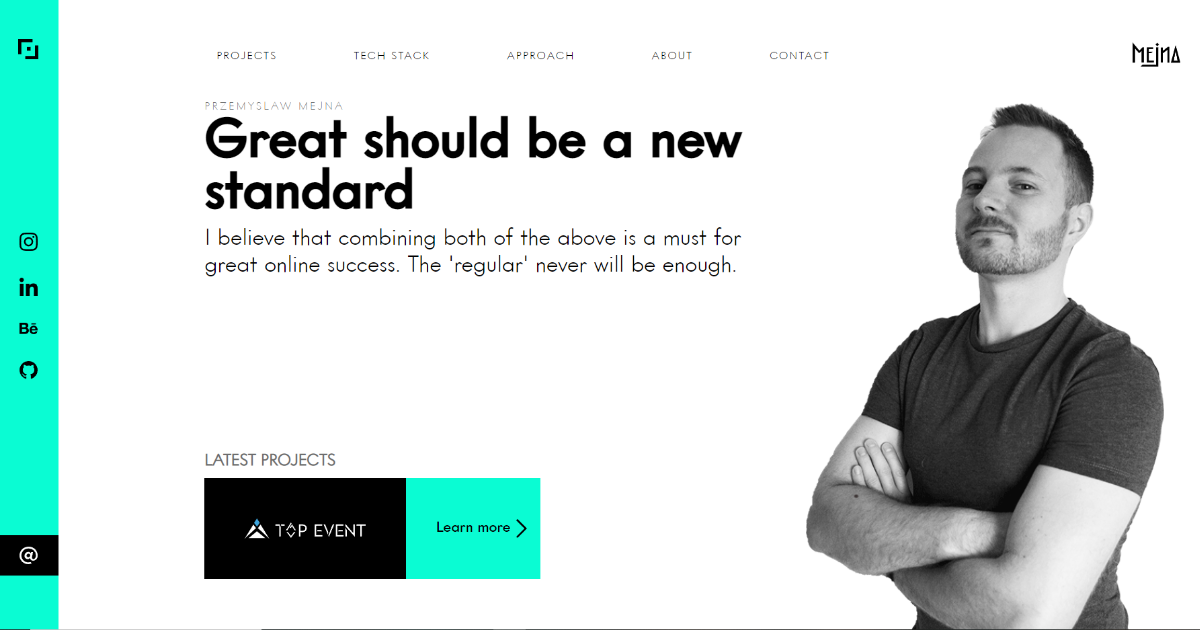 PROJECTS
TECH STACK
APPROACH
ABOUT
CONTACT
MEJNA
PRZEMYSLAW MEJNA
Great should be a new
standard
I believe that combining both of the above is a must for
great online success. The 'regular' never will be enough.
in
Bē
LATEST PROJECTS
TOP EVENT
Learn more
@